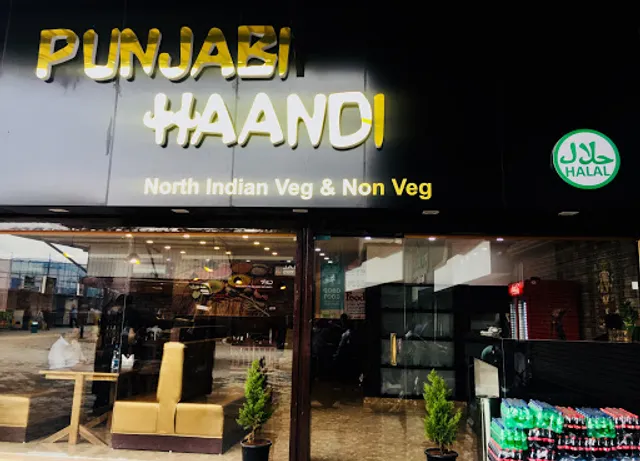 PUNJABI
HAANDI
North Indian Veg & Non Veg
حلال
HALAL